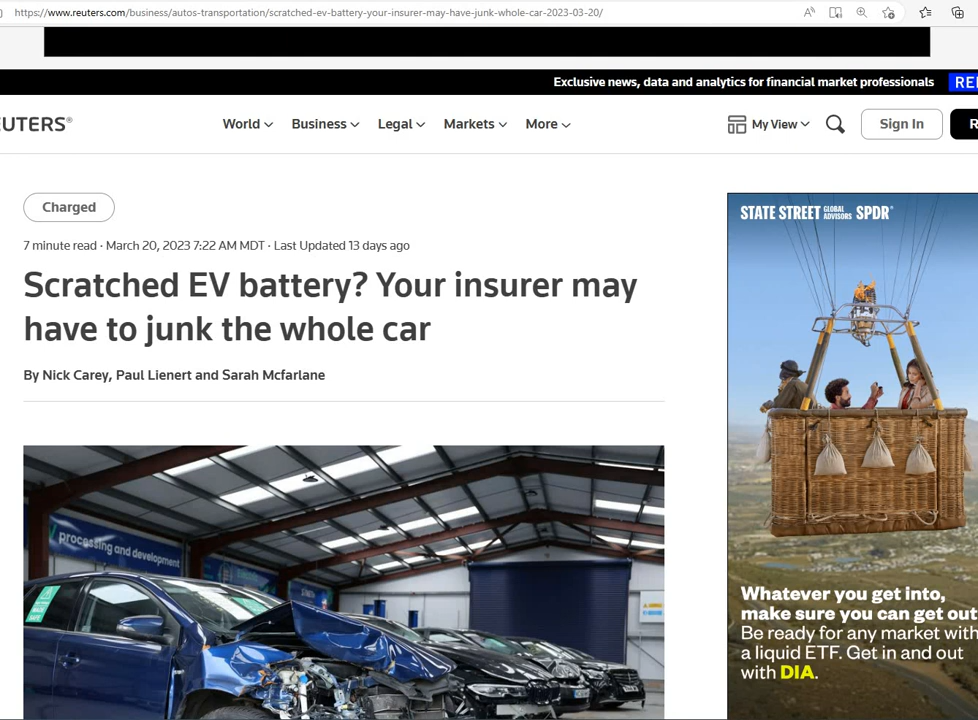 https://www.reuters.com/business/autos-transportation/scratched-ev-battery-your-insurer-may-have-junk-whole-car-2023-03-20/
Exclusive news, data and analytics for financial market professionals
REUTERS®
World
Business
Legal
Markets
More
My View
Sign In
Charged
7 minute read · March 20, 2023 7:22 AM MDT · Last Updated 13 days ago
Scratched EV battery? Your insurer may
have to junk the whole car
By Nick Carey, Paul Lienert and Sarah Mcfarlane
processing and development
STATE STREET GLOBAL ADVISORS SPDR®
Whatever you get into,
make sure you can get out
Be ready for any market with
a liquid ETF. Get in and out
with DIA.